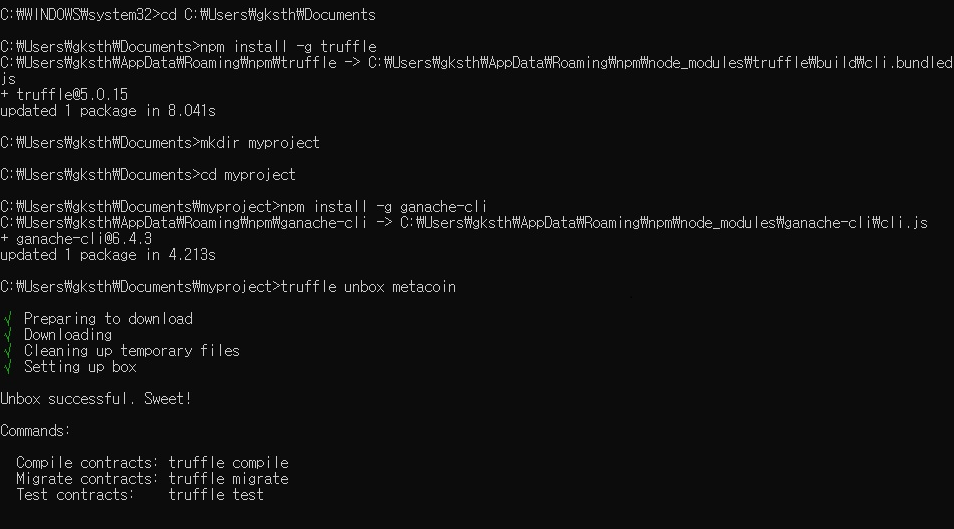 C:₩WINDOWS₩system32>cd C:₩Users₩gksth₩Documents
C:₩Users₩gksth₩Documents>npm install -g truffle
C:₩Users₩gksth₩AppData₩Roaming₩npm₩truffle -> C:₩Users₩gksth₩AppData₩Roaming₩npm₩node_modules₩truffle₩build₩cli.bundled
js
+ truffle@5.0.15
updated 1 package in 8.041s
C:₩Users₩gksth₩Documents>mkdir myproject
C:₩Users₩gksth₩Documents>cd myproject
C:₩Users₩gksth₩Documents₩myproject>npm install -g ganache-cli
C:₩Users₩gksth₩AppData₩Roaming₩npm₩ganache-cli -> C:₩Users₩gksth₩AppData₩Roaming₩npm₩node_modules₩ganache-cli₩cli.js
+ ganache-cli@6.4.3
updated 1 package in 4.213s
C:₩Users₩gksth₩Documents₩myproject>truffle unbox metacoin
√ Preparing to download
√ Downloading
√ Cleaning up temporary files
√ Setting up box
Unbox successful. Sweet!
Commands:
Compile contracts: truffle compile
Migrate contracts: truffle migrate
Test contracts: truffle test